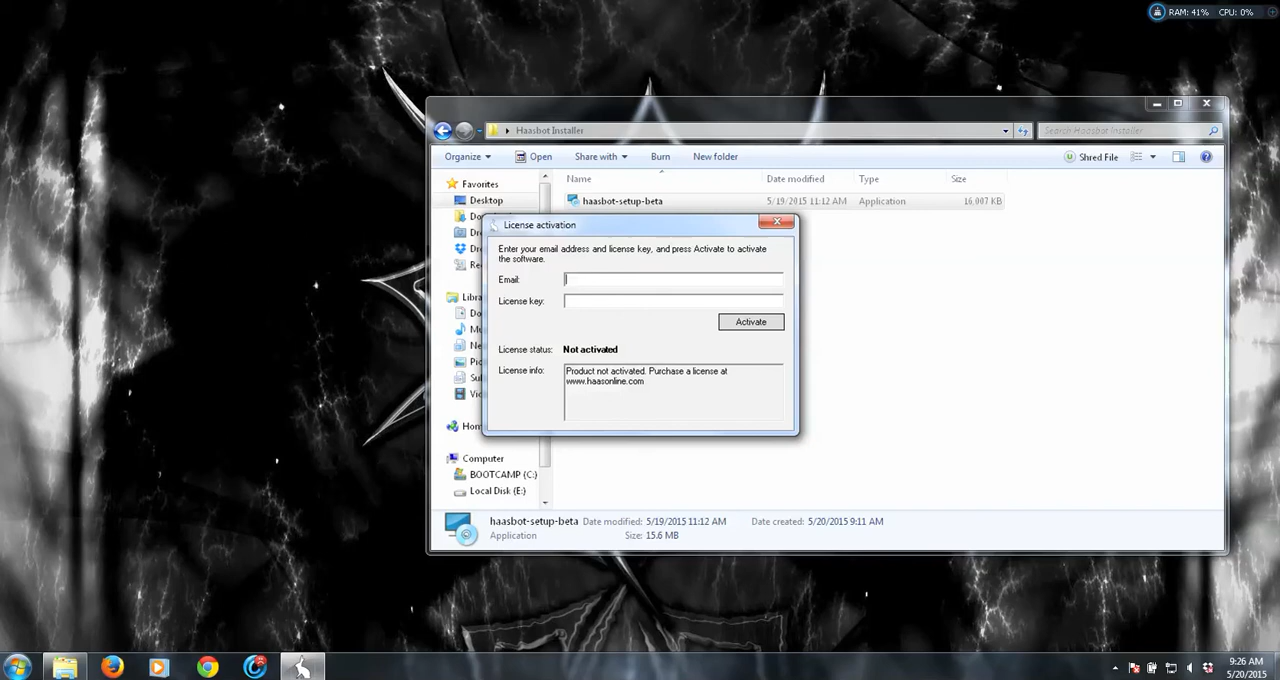 RAM: 41% CPU: 0%
Haasbot Installer
Search Haasbot Installer
Organize Open Share with Burn New folder Shred File
Name Date modified Type Size
Favorites
Desktop
haasbot-setup-beta 5/19/2015 11:12 AM Application 16,007 KB
License activation
Enter your email address and license key, and press Activate to activate
the software.
Email:
License key:
Activate
License status: Not activated
License info: Product not activated. Purchase a license at
www.haasonline.com
Computer
BOOTCAMP (C:)
Local Disk (E:)
haasbot-setup-beta Date modified: 5/19/2015 11:12 AM Date created: 5/20/2015 9:11 AM
Application Size: 15.6 MB
9:26 AM
5/20/2015